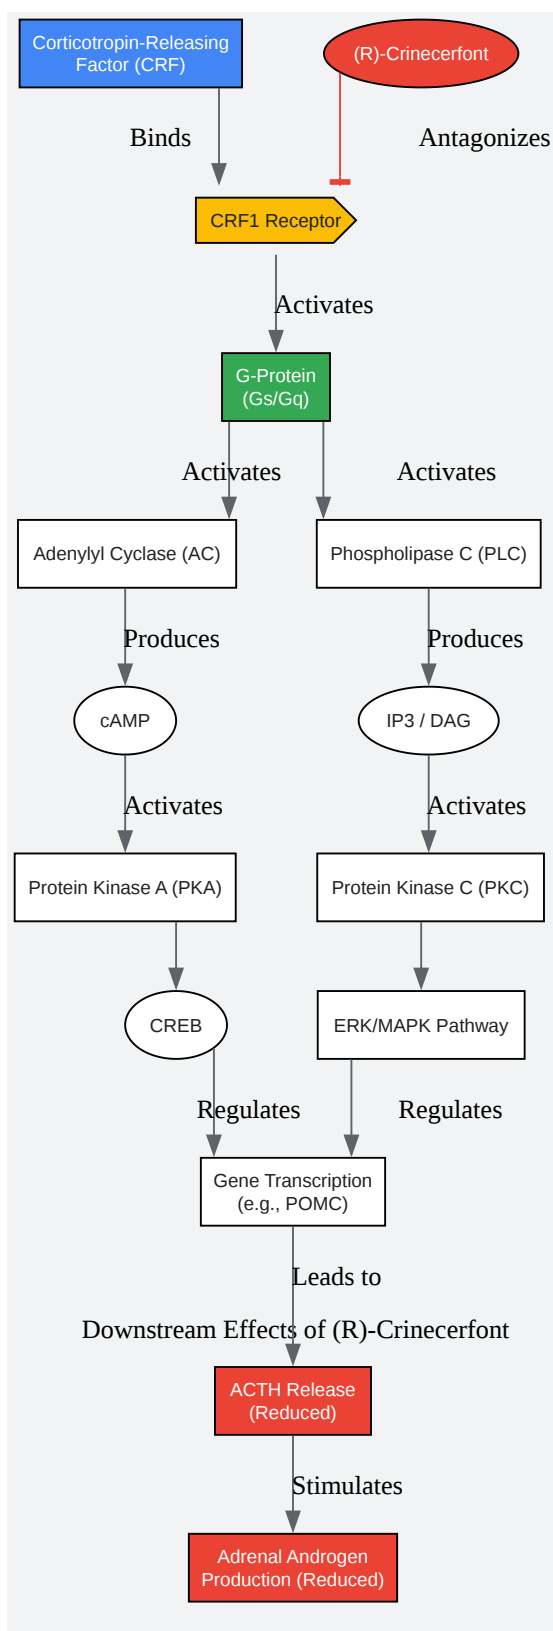 Corticotropin-Releasing
Factor (CRF)
(R)-Crinecerfont
Binds
Antagonizes
CRF1 Receptor
Activates
G-Protein
(Gs/Gq)
Activates
Activates
Adenylyl Cyclase (AC)
Phospholipase C (PLC)
Produces
Produces
cAMP
IP3 / DAG
Activates
Activates
Protein Kinase A (PKA)
Protein Kinase C (PKC)
CREB
ERK/MAPK Pathway
Regulates
Regulates
Gene Transcription
(e.g., POMC)
Leads to
Downstream Effects of (R)-Crinecerfont
ACTH Release
(Reduced)
Stimulates
Adrenal Androgen
Production (Reduced)